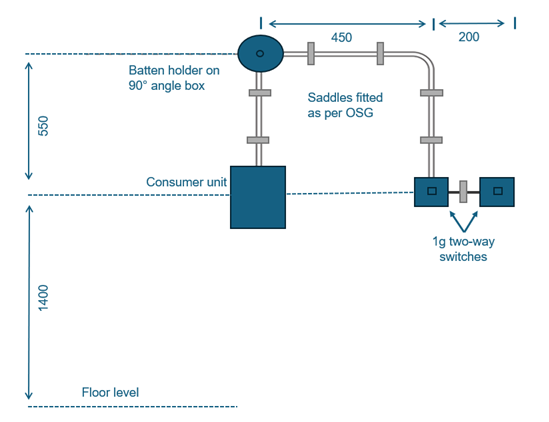 450
200
Batten holder on
90° angle box
Saddles fitted
as per OSG
550
Consumer unit
1g two-way
switches
1400
Floor level